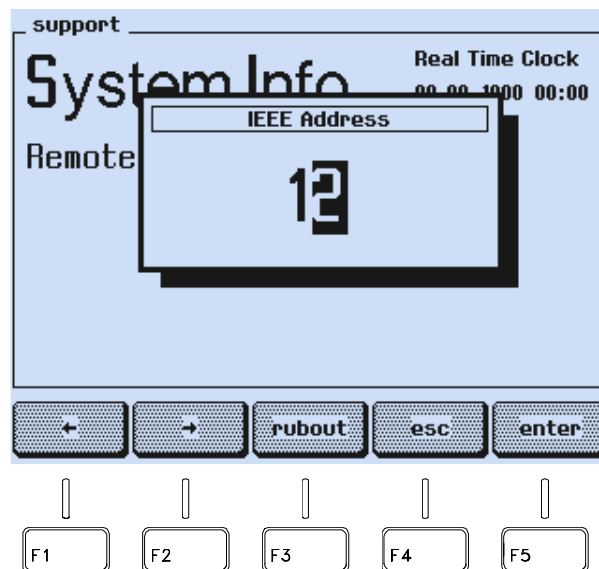 support
System Info
Real Time Clock
00-00-1000 00:00
IEEE Address
Remote
12
← → rubout esc enter
F1 F2 F3 F4 F5